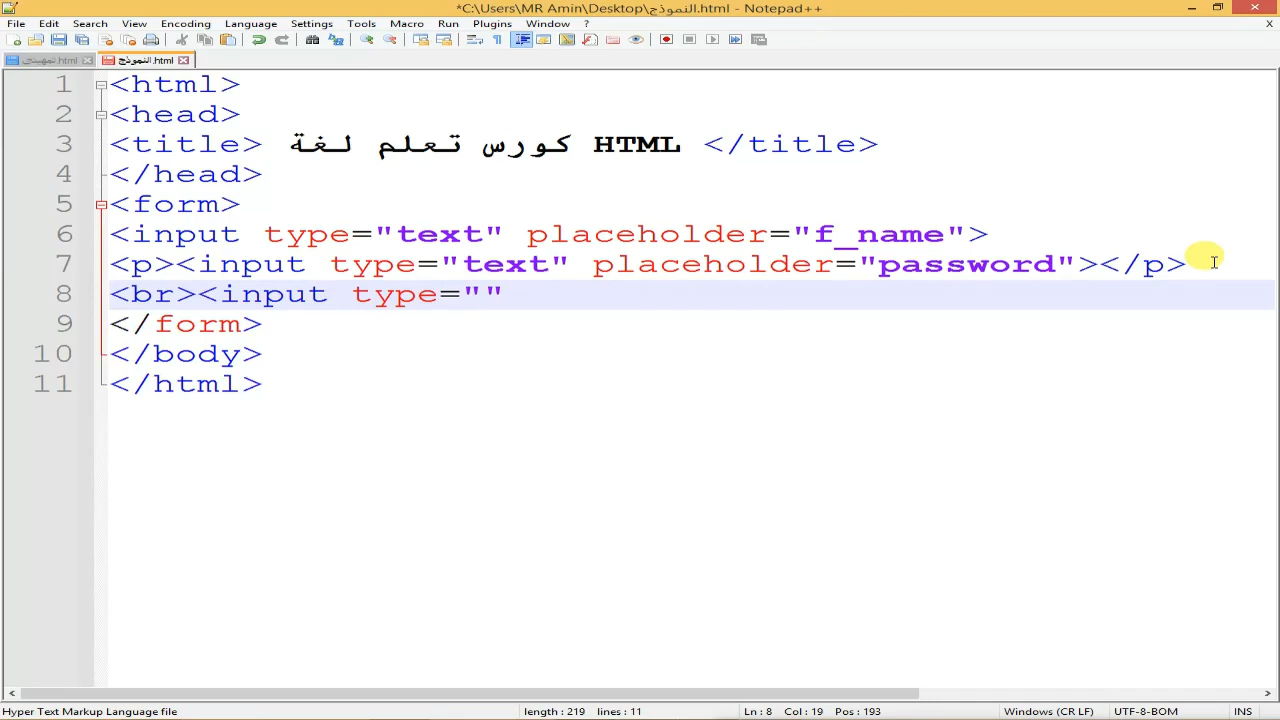 *C:\Users\MR Amin\Desktop\النموذج.html - Notepad++
File Edit Search View Encoding Language Settings Tools Macro Run Plugins Window ?
تمهيدي.html النموذج.html
1 <html>
2 <head>
3 <title> كورس تعلم لغة HTML </title>
4 </head>
5 <form>
6 <input type="text" placeholder="f_name">
7 <p><input type="text" placeholder="password"></p>
8 <br><input type=""
9 </form>
10 </body>
11 </html>
Hyper Text Markup Language file length : 219 lines : 11 Ln : 8 Col : 19 Pos : 193 Windows (CR LF) UTF-8-BOM INS